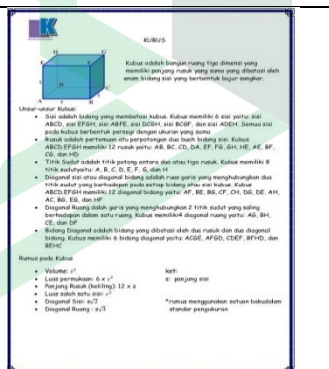 KUBUS
H G
E F
D C
A B
Kubus adalah bangun ruang tiga dimensi yang
memiliki panjang rusuk yang sama yang dibatasi oleh
enam bidang sisi yang berbentuk bujur sangkar.
Unsur-unsur Kubus:
• Sisi adalah bidang yang membatasi kubus. Kubus memiliki 6 sisi yaitu: sisi
ABCD, sisi EFGH, sisi ABFE, sisi DCGH, sisi BCGF, dan sisi ADEH. Semua sisi
pada kubus berbentuk persegi dengan ukuran yang sama
• Rusuk adalah pertemuan atu perpotongan dua buah bidang sisi. Kubus
ABCD.EFGH memiliki 12 rusuk yaitu: AB, BC, CD, DA, EF, FG, GH, HE, AE, BF,
CG, dan HD
• Titik Sudut adalah titik potong antara dua atau tiga rusuk. Kubus memiliki 8
titik sudutyaitu: A, B, C, D, E, F, G, dan H
• Diagonal sisi atau diagonal bidang adalah ruas garis yang menghubungkan dua
titik sudut yang berhadapan pada setiap bidang atau sisi kubus. Kubus
ABCD.EFGH memiliki 12 diagonal bidang yaitu: AF, BE, BG, CF, CH, DG, DE, AH,
AC, BG, EG, dan HF
• Diagonal Ruang adalah garis yang menghubungkan 2 titik sudut yang saling
berhadapan dalam satu ruang. Kubus memiliki4 diagonal ruang yaitu: AG, BH,
CE, dan DF
• Bidang Diagonal adalah bidang yang dibatasi oleh dua rusuk dan dua diagonal
bidang. Kubus memiliki 6 bidang diagonal yaitu: ACGE, AFGD, CDEF, BFHD, dan
BEHC
Rumus pada Kubus
• Volume: s³ ket:
• Luas permukaan: 6 × s² s: panjang sisi
• Panjang Rusuk (keliling): 12 × s
• Luas salah satu sisi: s²
• Diagonal Sisi: s√2 *rumus menggunakan satuan bakudalam
• Diagonal Ruang : s√3 standar pengukuran